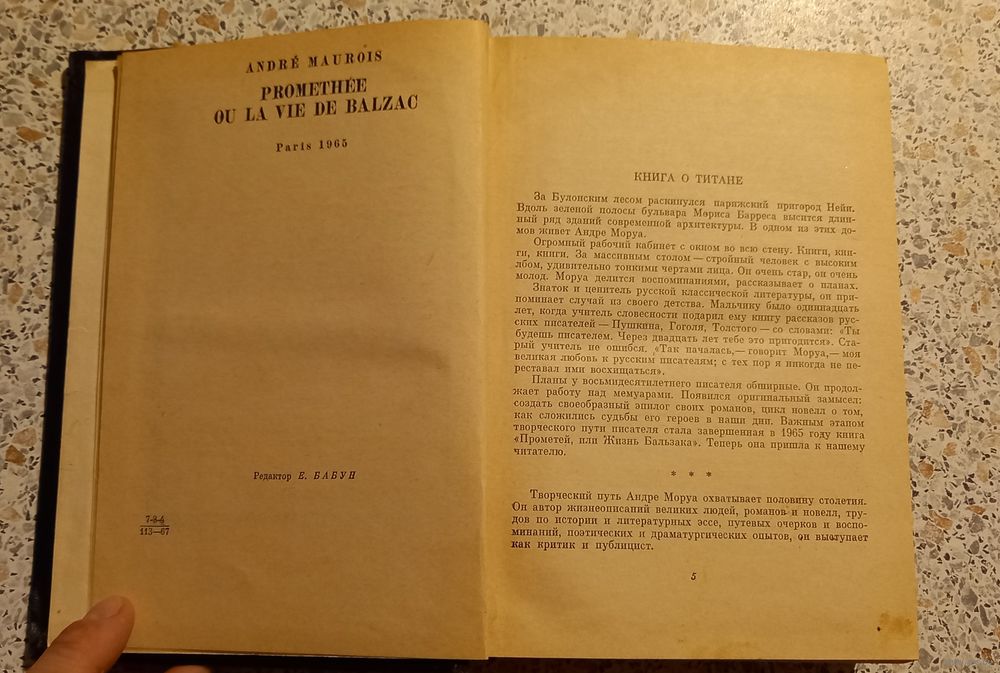 ANDRÉ MAUROIS
PROMETHÉE
OU LA VIE DE BALZAC
Paris 1965
Редактор Е. БАБУН
7-3-4
113—67
КНИГА О ТИТАНЕ
За Булонским лесом раскинулся парижский пригород Нейи.
Вдоль зеленой полосы бульвара Мориса Барреса высится длин-
ный ряд зданий современной архитектуры. В одном из этих до-
мов живет Андре Моруа.
Огромный рабочий кабинет с окном во всю стену. Книги, кни-
ги, книги. За массивным столом — стройный человек с высоким
лбом, удивительно тонкими чертами лица. Он очень стар, он очень
молод. Моруа делится воспоминаниями, рассказывает о планах.
Знаток и ценитель русской классической литературы, он при-
поминает случай из своего детства. Мальчику было одиннадцать
лет, когда учитель словесности подарил ему книгу рассказов рус-
ских писателей — Пушкина, Гоголя, Толстого — со словами: «Ты
будешь писателем. Через двадцать лет тебе это пригодится». Ста-
рый учитель не ошибся. «Так началась,— говорит Моруа,— моя
великая любовь к русским писателям; с тех пор я никогда не пе-
реставал ими восхищаться».
Планы у восьмидесятилетнего писателя обширные. Он продол-
жает работу над мемуарами. Появился оригинальный замысел:
создать своеобразный эпилог своих романов, цикл новелл о том,
как сложились судьбы его героев в наши дни. Важным этапом
творческого пути писателя стала завершенная в 1965 году книга
«Прометей, или Жизнь Бальзака». Теперь она пришла к нашему
читателю.
* * *
Творческий путь Андре Моруа охватывает половину столетия.
Он автор жизнеописаний великих людей, романов и новелл, тру-
дов по истории и литературных эссе, путевых очерков и воспо-
минаний, поэтических и драматургических опытов, он выступает
как критик и публицист.
5